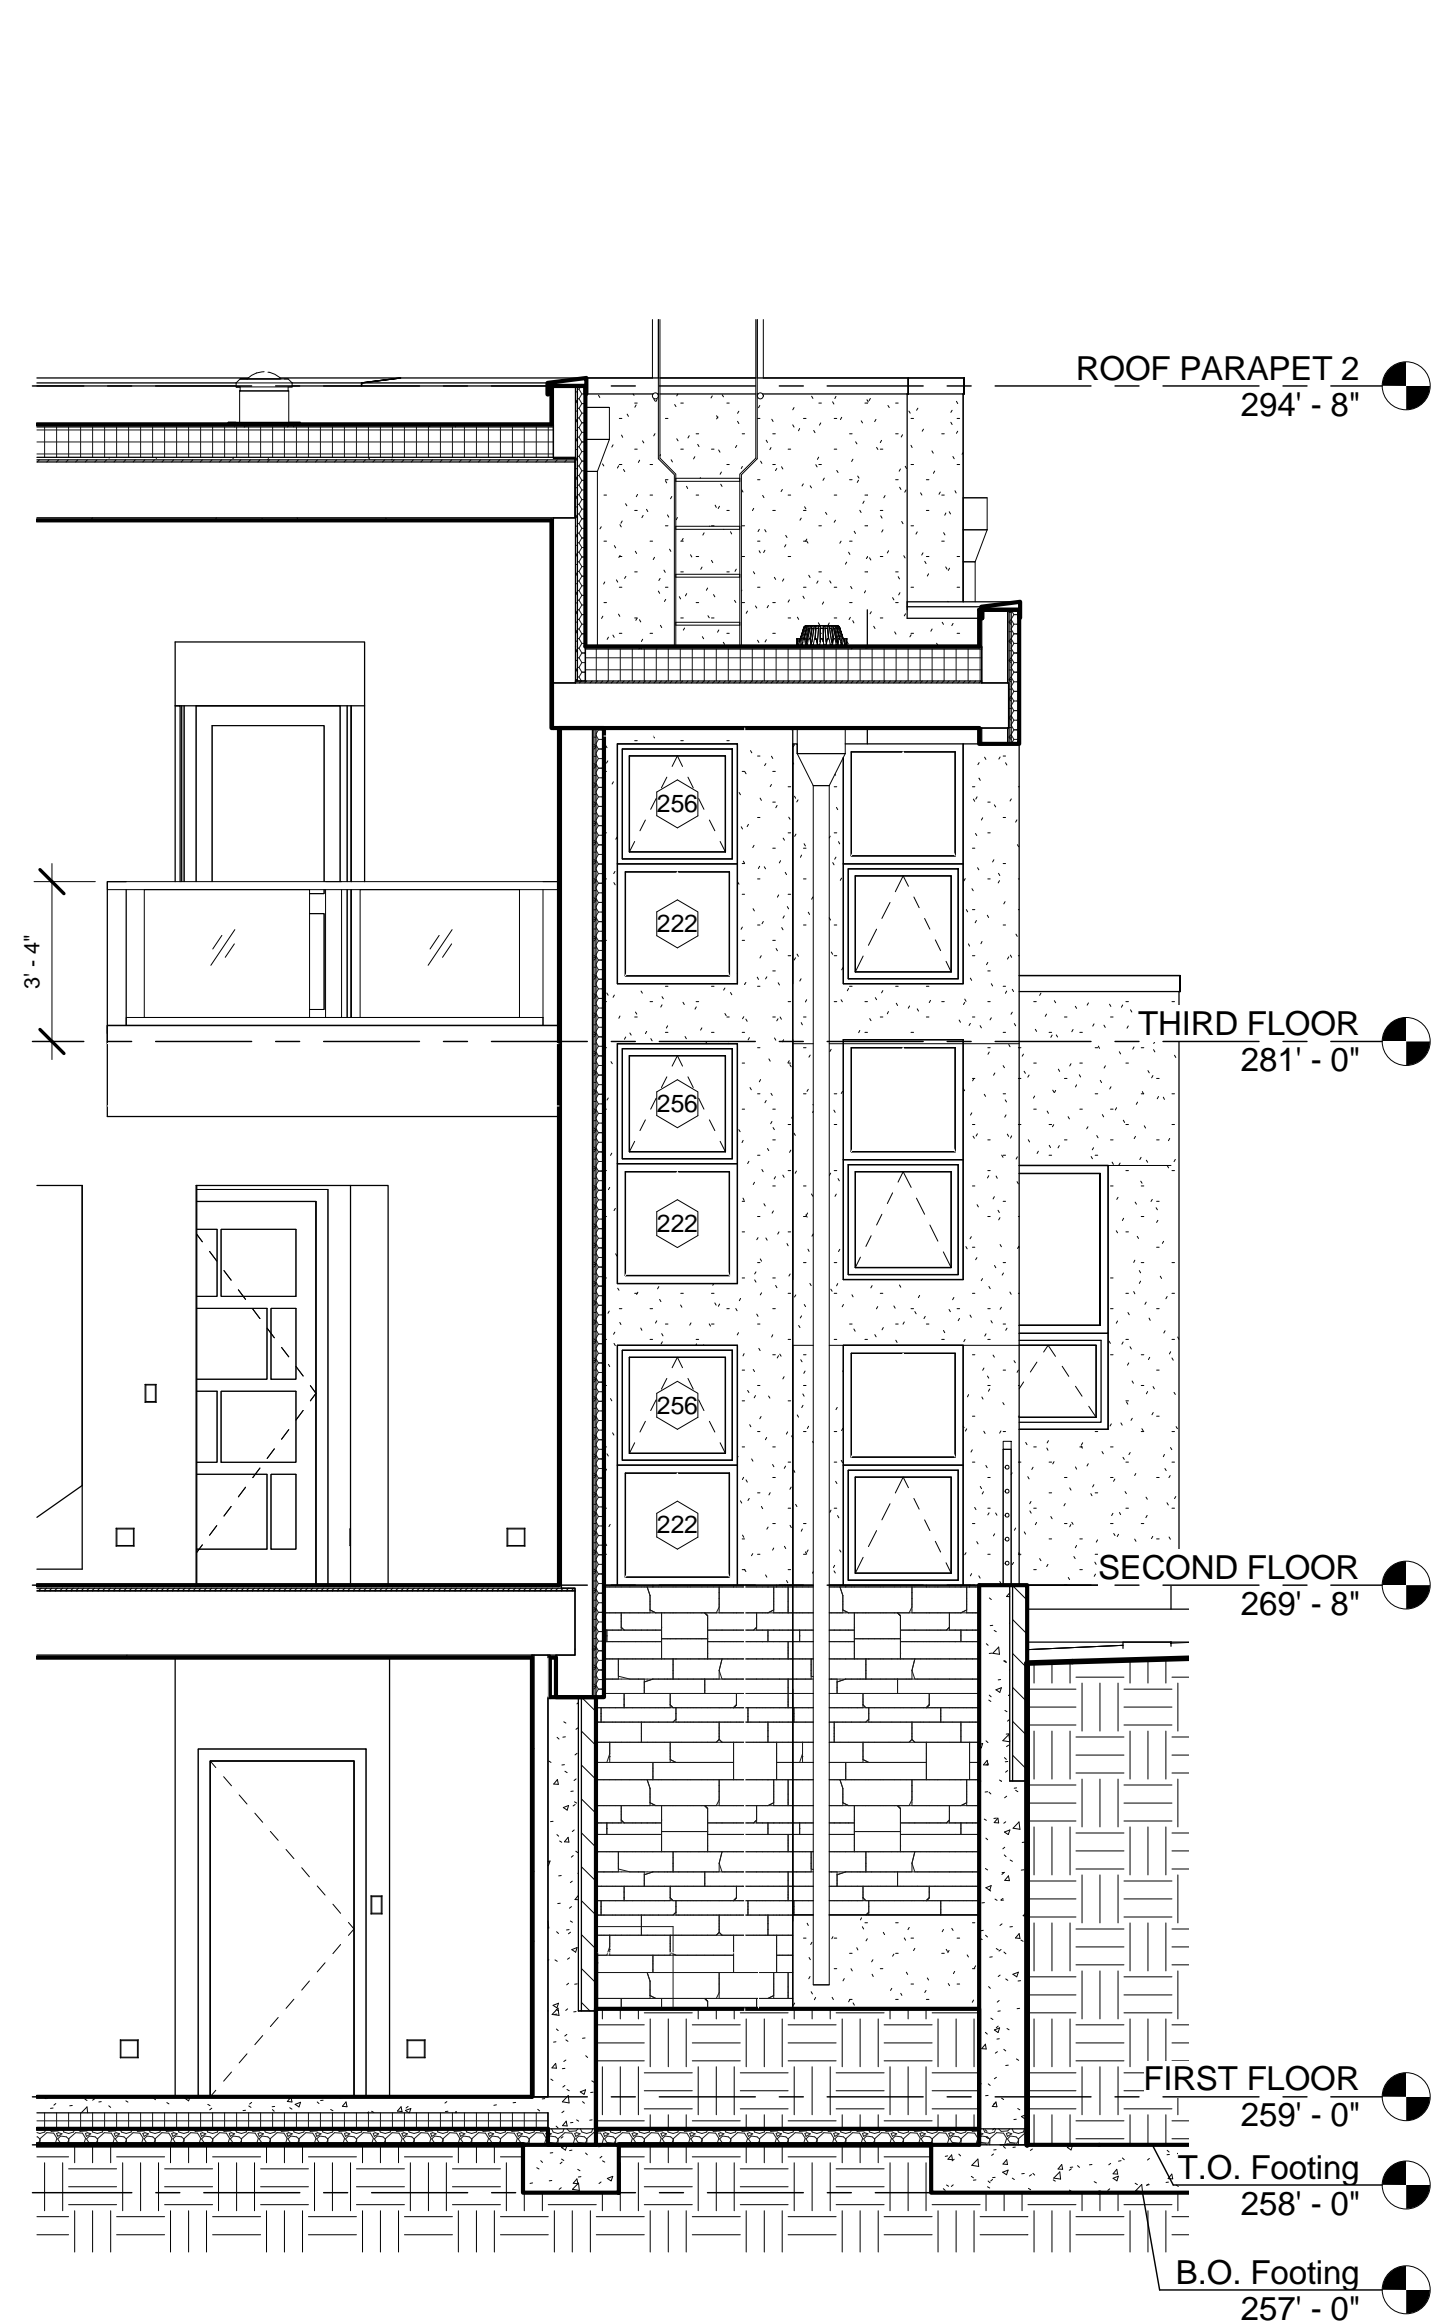 ROOF PARAPET 2
294' - 8"
256
222
3' - 4"
THIRD FLOOR
281' - 0"
256
222
256
222
SECOND FLOOR
269' - 8"
FIRST FLOOR
259' - 0"
T.O. Footing
258' - 0"
B.O. Footing
257' - 0"